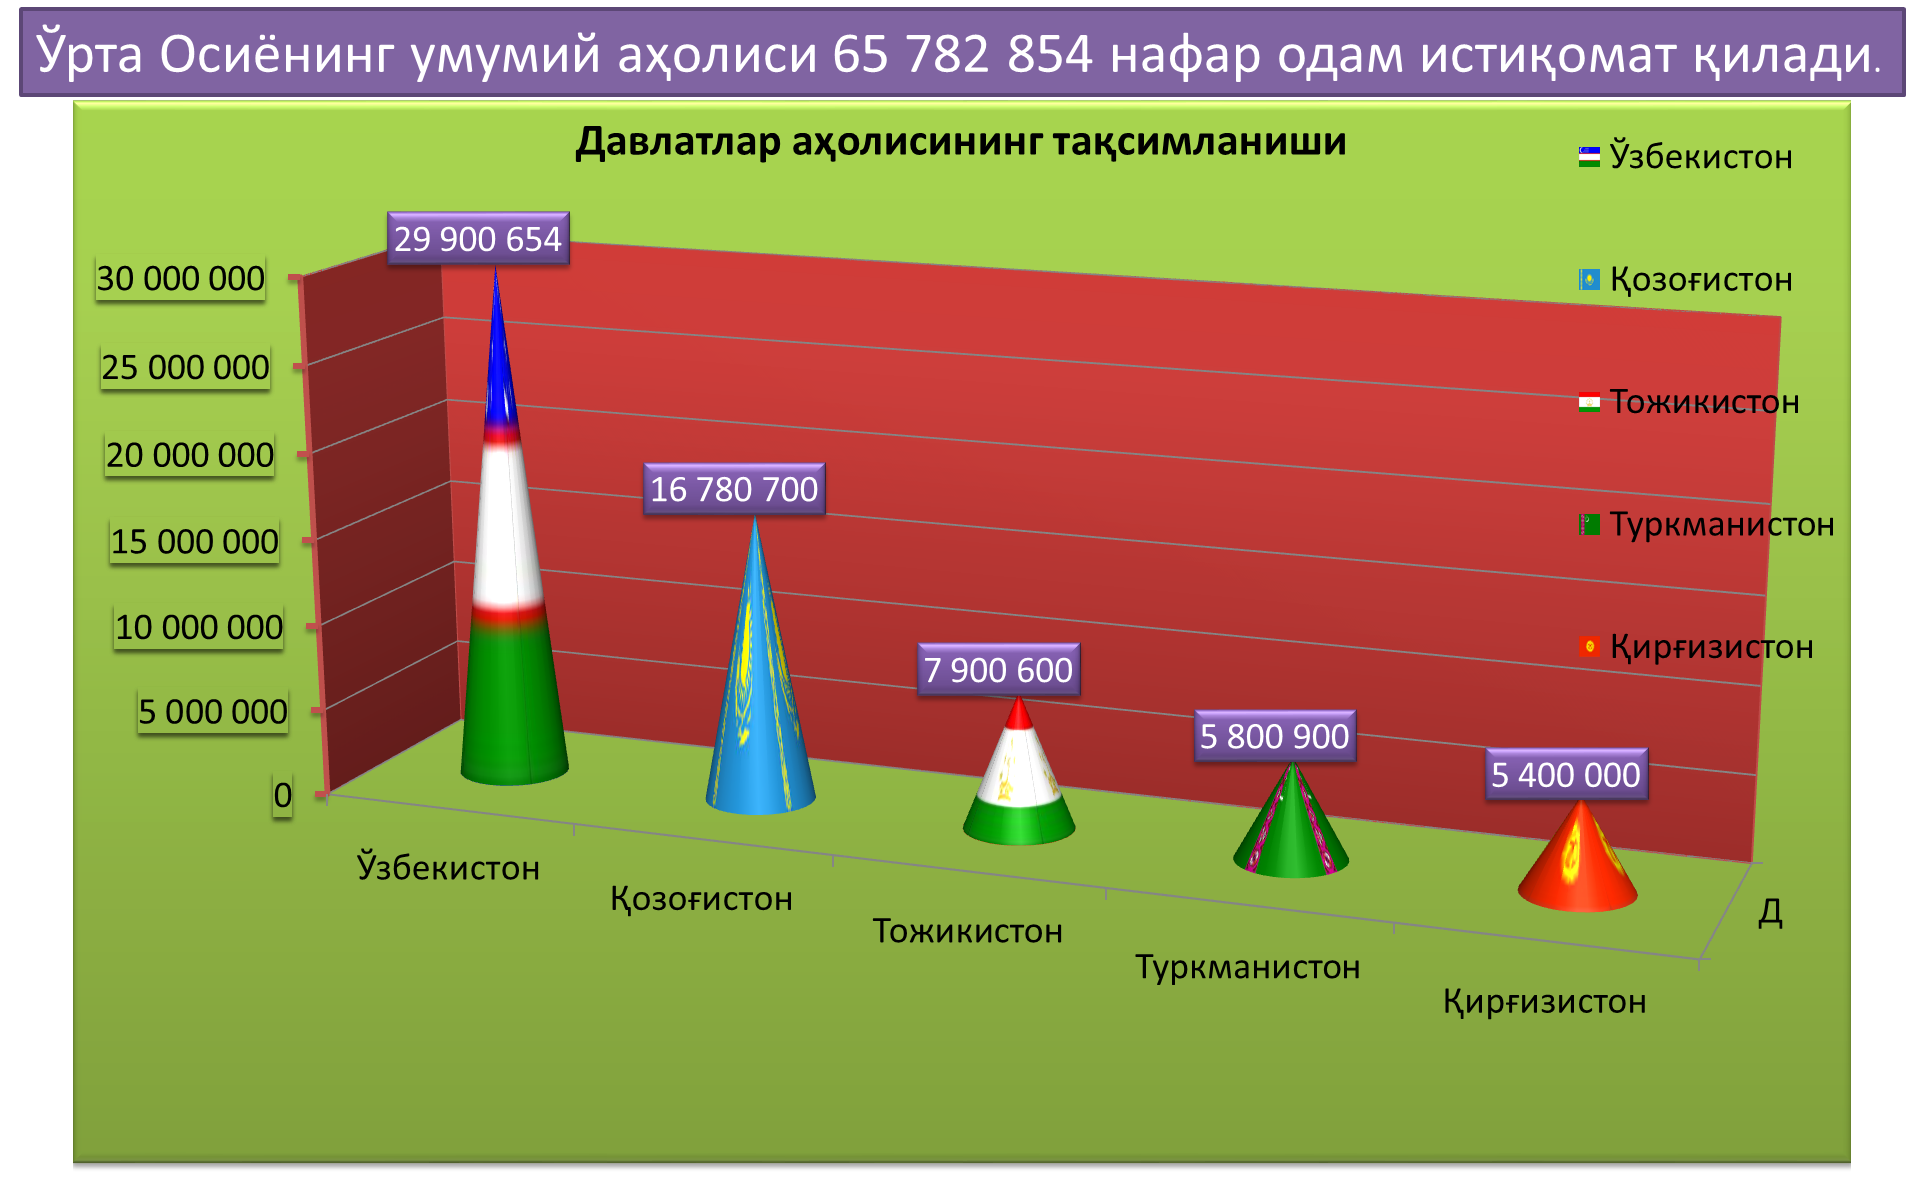 Ўрта Осиёнинг умумий аҳолиси 65 782 854 нафар одам истиқомат қилади.
Давлатлар аҳолисининг тақсимланиши
Ўзбекистон
Қозоғистон
Тожикистон
Туркманистон
Қирғизистон
30 000 000
25 000 000
20 000 000
15 000 000
10 000 000
5 000 000
0
29 900 654
16 780 700
7 900 600
5 800 900
5 400 000
Ўзбекистон
Қозоғистон
Тожикистон
Туркманистон
Қирғизистон
Д